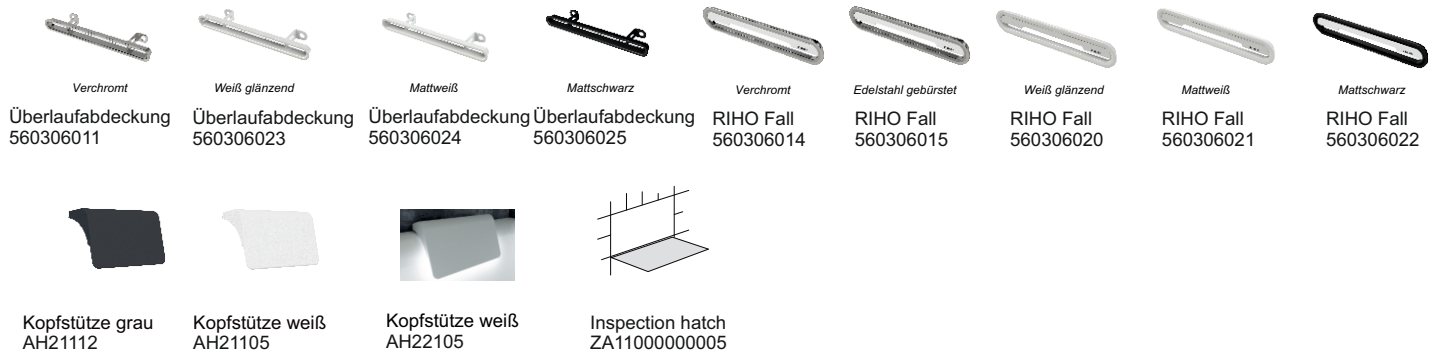 Verchromt
Weiß glänzend
Mattweiß
Mattschwarz
Verchromt
Edelstahl gebürstet
Weiß glänzend
Mattweiß
Mattschwarz
Überlaufabdeckung
560306011
Überlaufabdeckung
560306023
Überlaufabdeckung
560306024
Überlaufabdeckung
560306025
RIHO Fall
560306014
RIHO Fall
560306015
RIHO Fall
560306020
RIHO Fall
560306021
RIHO Fall
560306022
Kopfstütze grau
AH21112
Kopfstütze weiß
AH21105
Kopfstütze weiß
AH22105
Inspection hatch
ZA11000000005